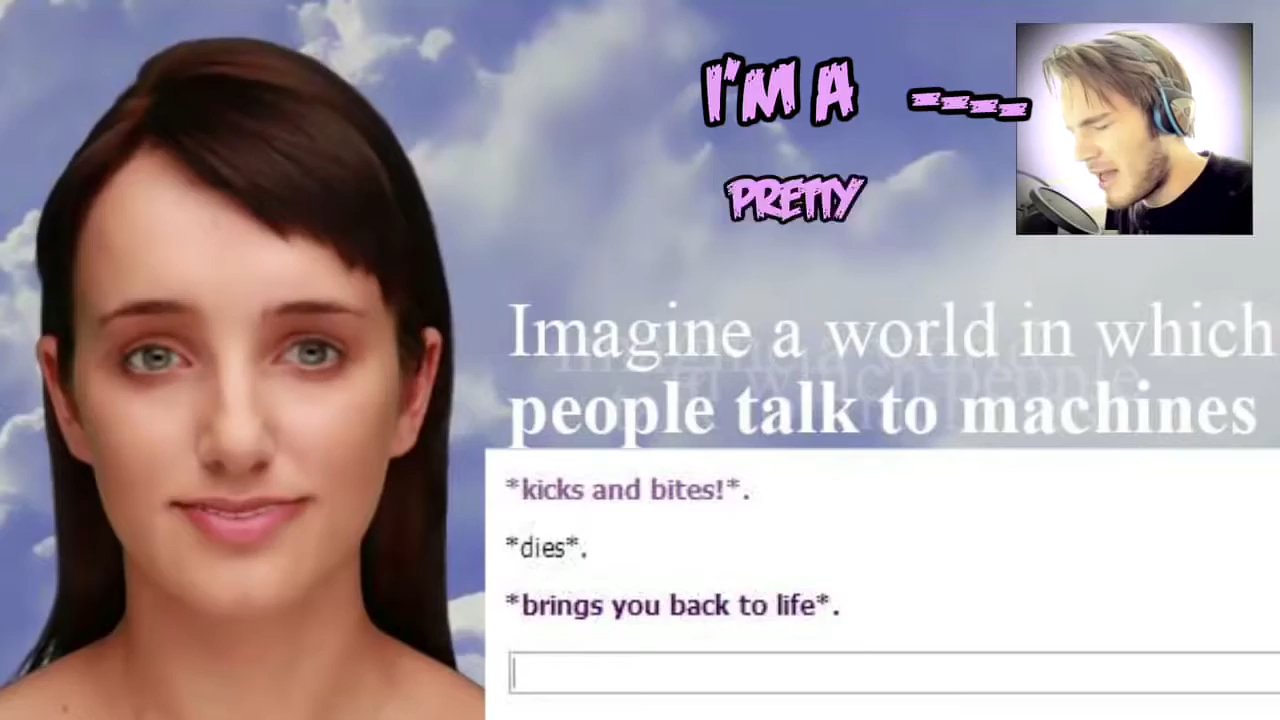 I'M A ----
PRETTY
Imagine a world in which
people talk to machines
*kicks and bites!*.
*dies*.
*brings you back to life*.